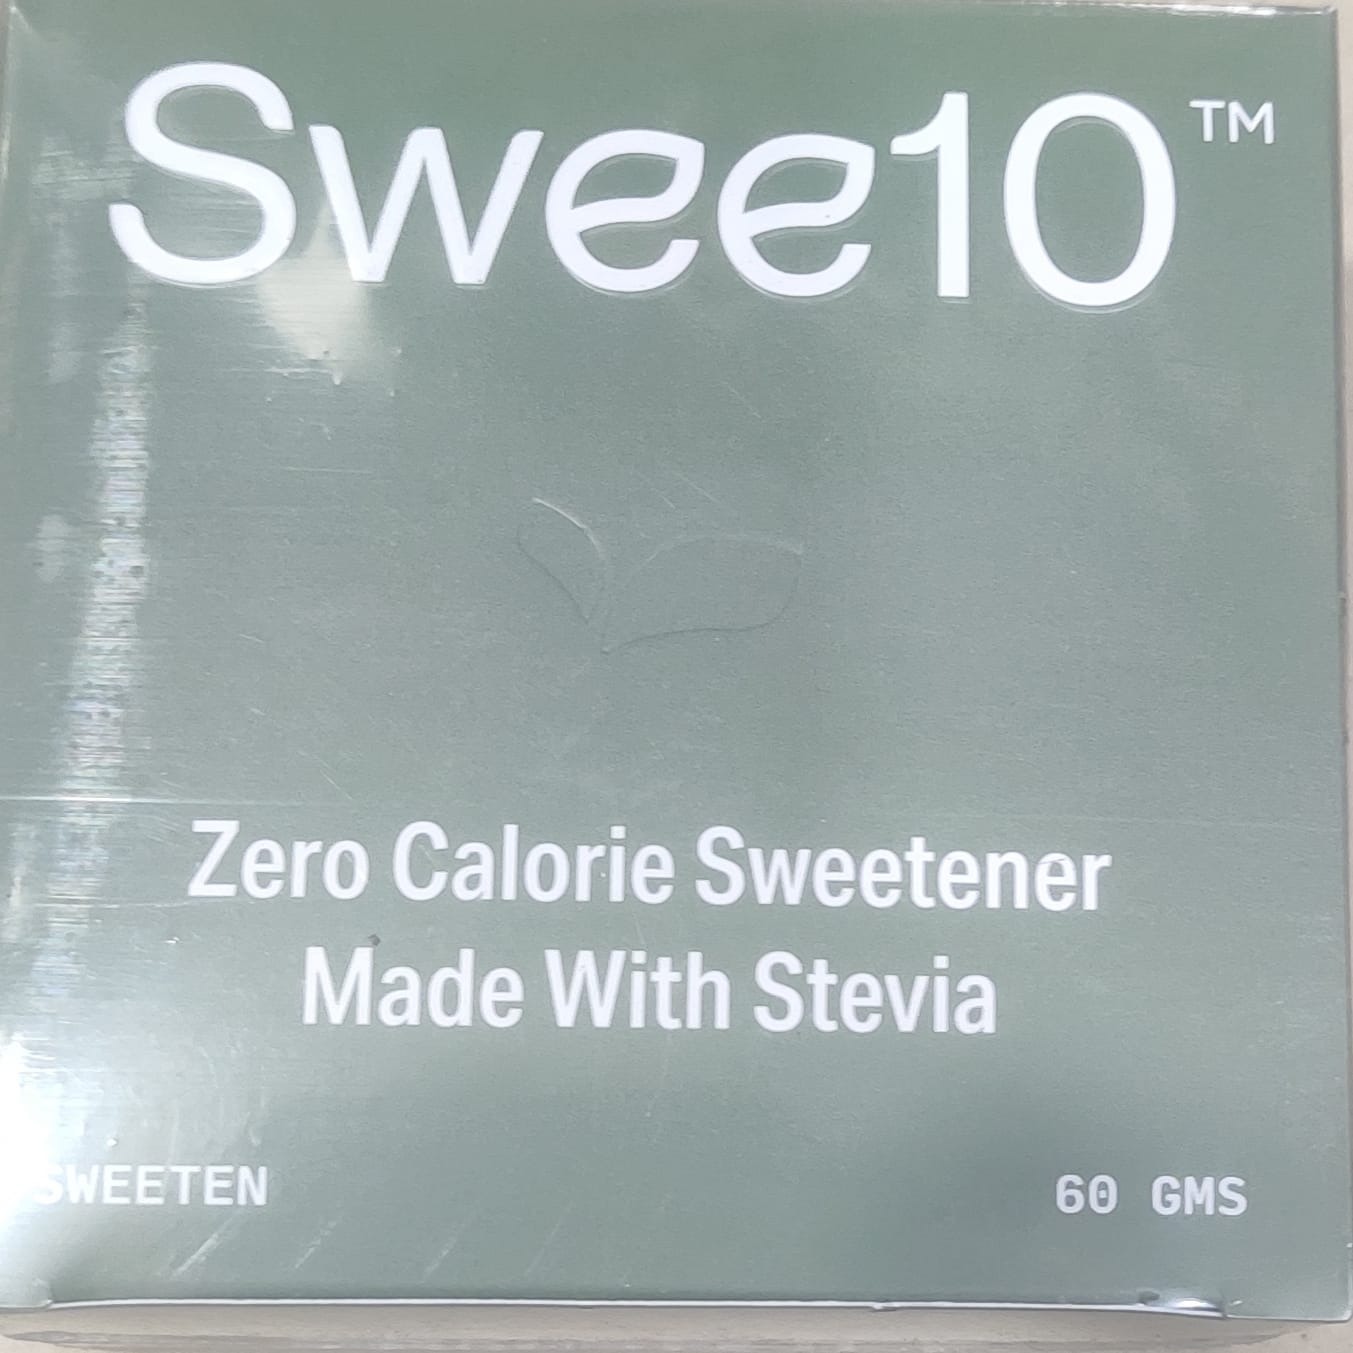 Swee10™
Zero Calorie Sweetener
Made With Stevia
SWEETEN
60 GMS